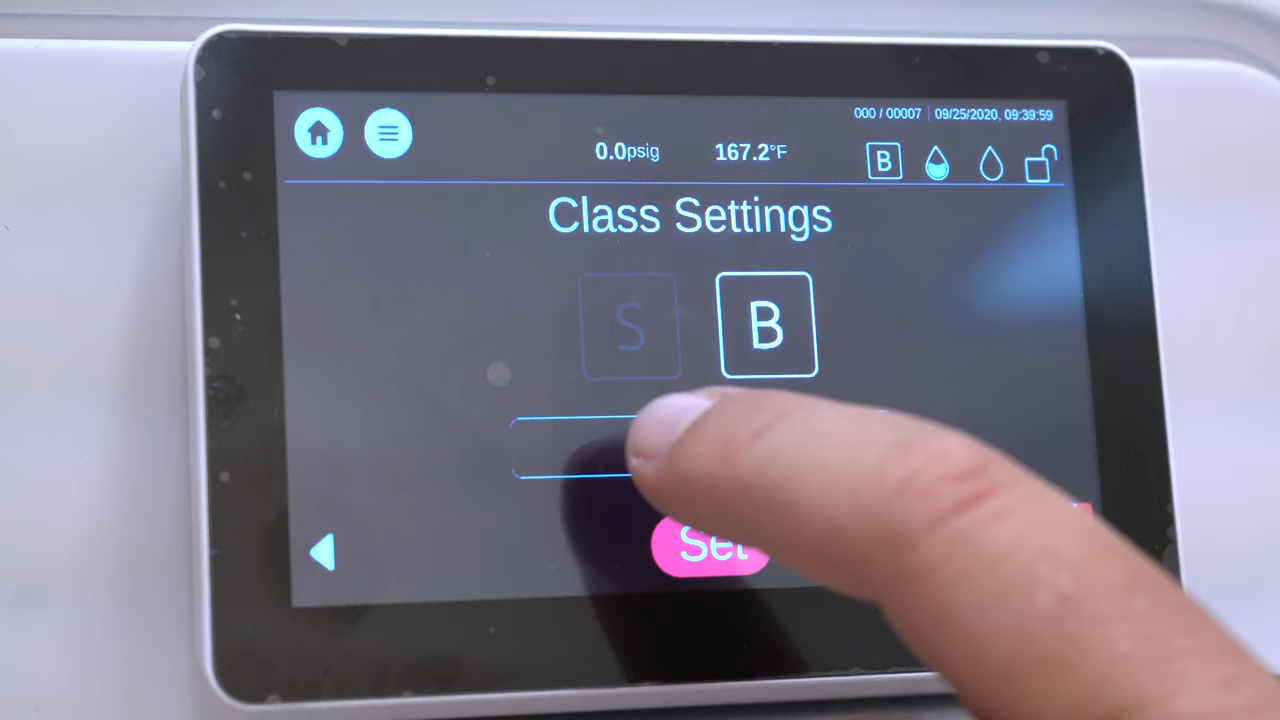 000 / 00007 | 09/25/2020, 09:39:59
0.0psig 167.2°F B
Class Settings
S B
Set